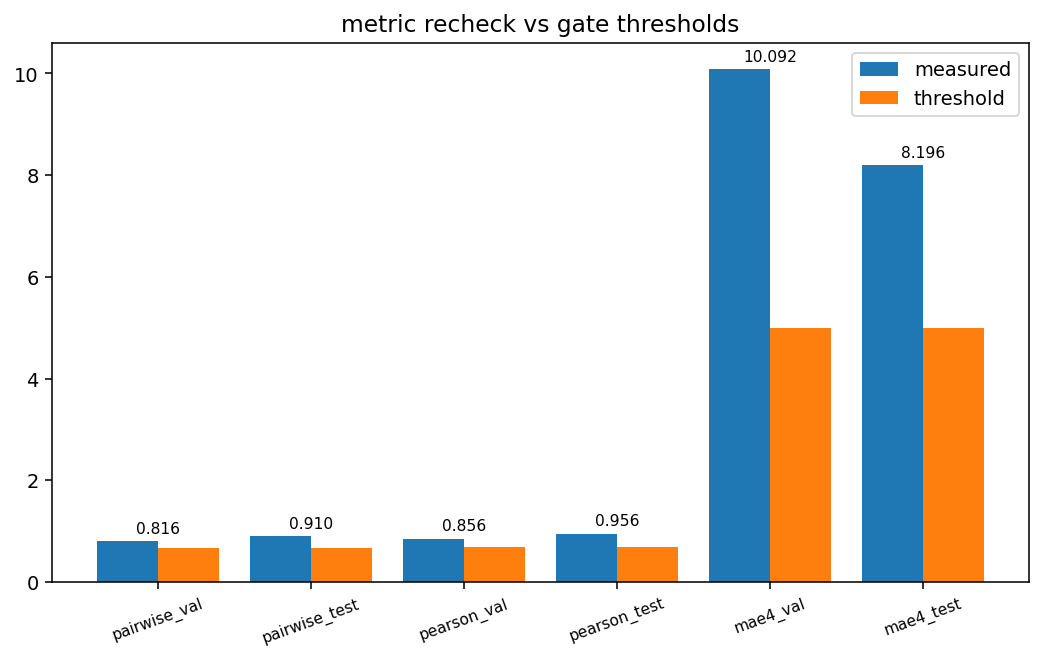 metric recheck vs gate thresholds
10.092
measured
threshold
8.196
0.816
0.910
0.856
0.956
10
8
6
4
2
0
pairwise_val
pairwise_test
pearson_val
pearson_test
mae4_val
mae4_test